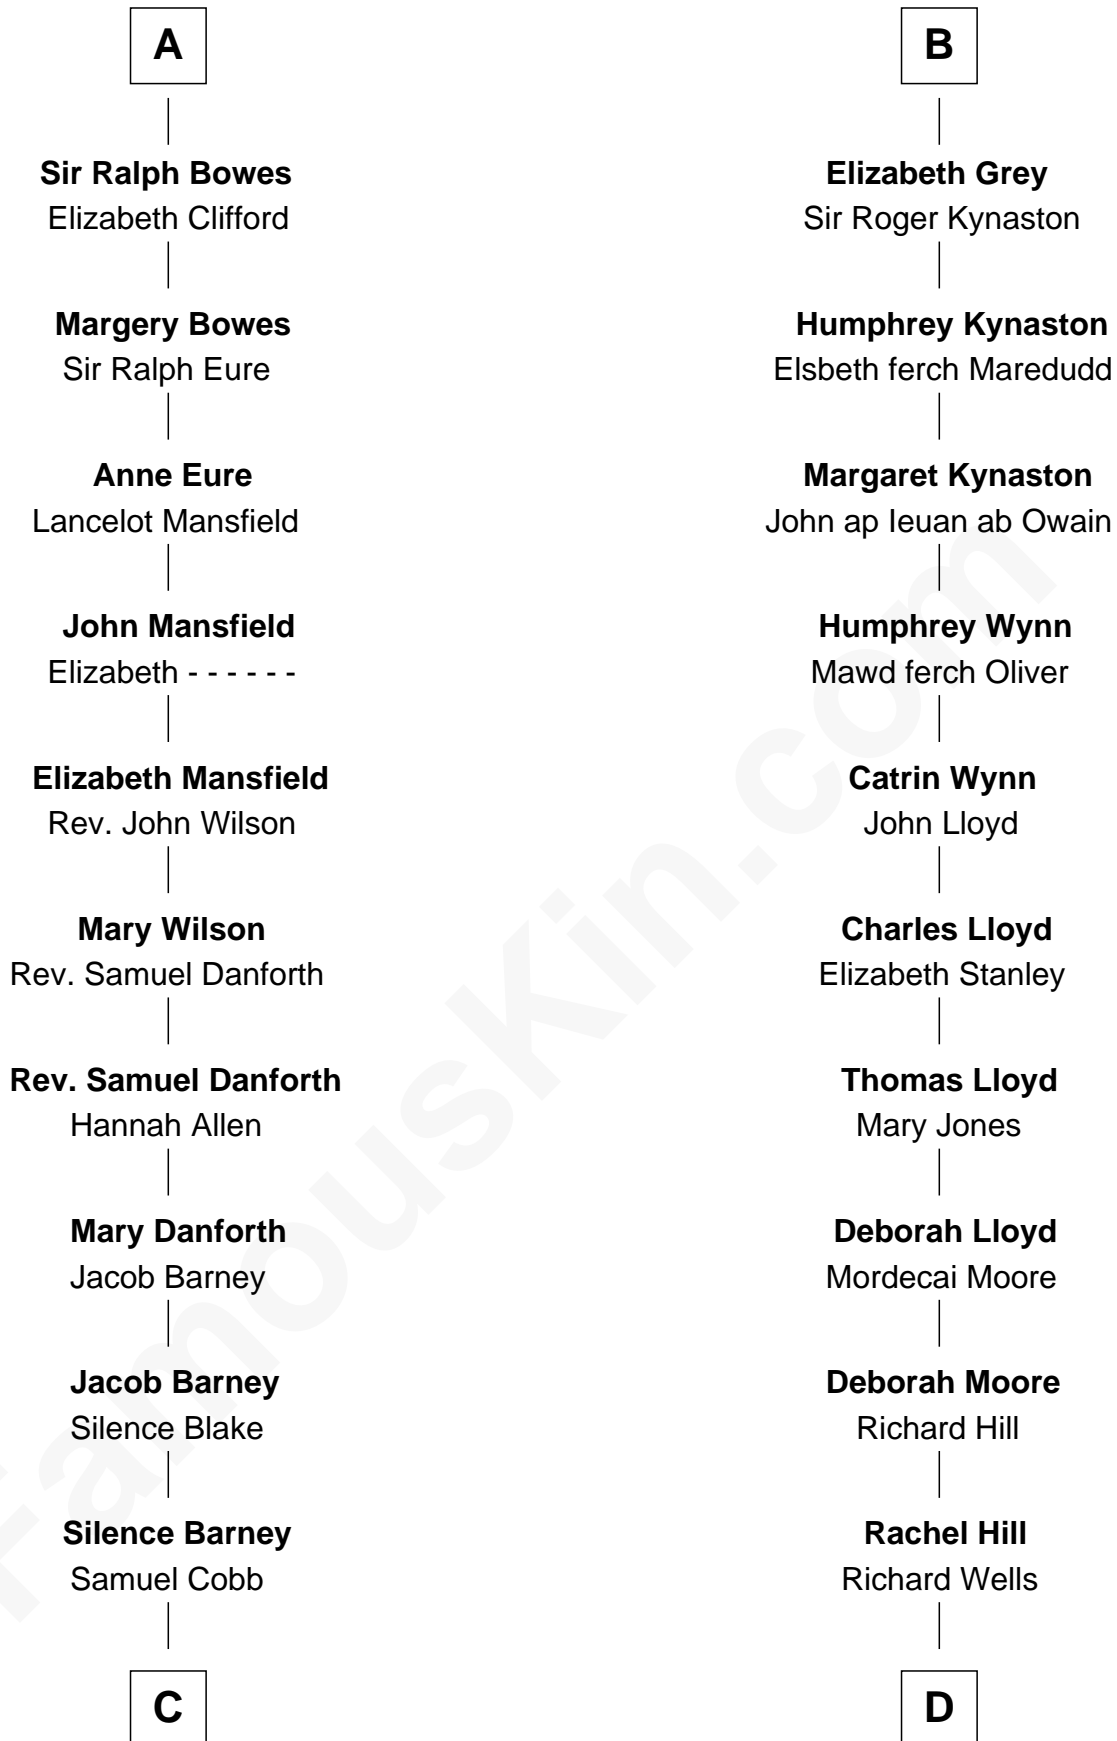 A
Sir Ralph Bowes
Elizabeth Clifford
Margery Bowes
Sir Ralph Eure
Anne Eure
Lancelot Mansfield
John Mansfield
Elizabeth - - - - - -
Elizabeth Mansfield
Rev. John Wilson
Mary Wilson
Rev. Samuel Danforth
Rev. Samuel Danforth
Hannah Allen
Mary Danforth
Jacob Barney
Jacob Barney
Silence Blake
Silence Barney
Samuel Cobb
C
B
Elizabeth Grey
Sir Roger Kynaston
Humphrey Kynaston
Elsbeth ferch Maredudd
Margaret Kynaston
John ap Ieuan ab Owain
Humphrey Wynn
Mawd ferch Oliver
Catrin Wynn
John Lloyd
Charles Lloyd
Elizabeth Stanley
Thomas Lloyd
Mary Jones
Deborah Lloyd
Mordecai Moore
Deborah Moore
Richard Hill
Rachel Hill
Richard Wells
D
FamousKin.com